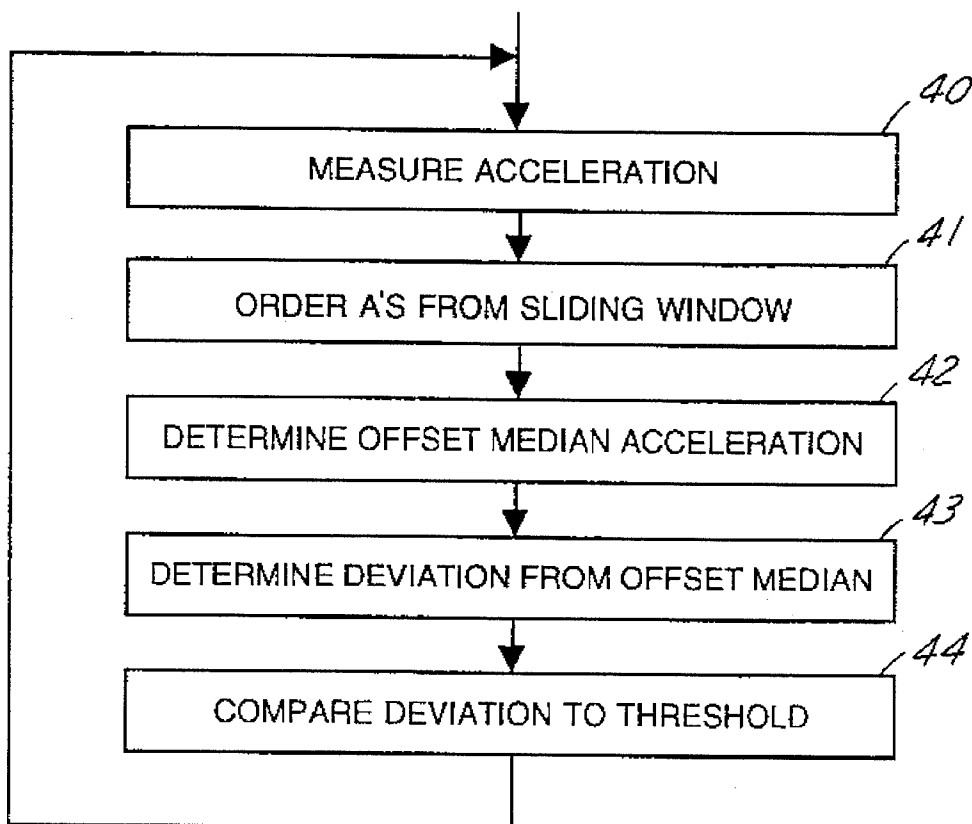 40
MEASURE ACCELERATION
41
ORDER A'S FROM SLIDING WINDOW
42
DETERMINE OFFSET MEDIAN ACCELERATION
43
DETERMINE DEVIATION FROM OFFSET MEDIAN
44
COMPARE DEVIATION TO THRESHOLD